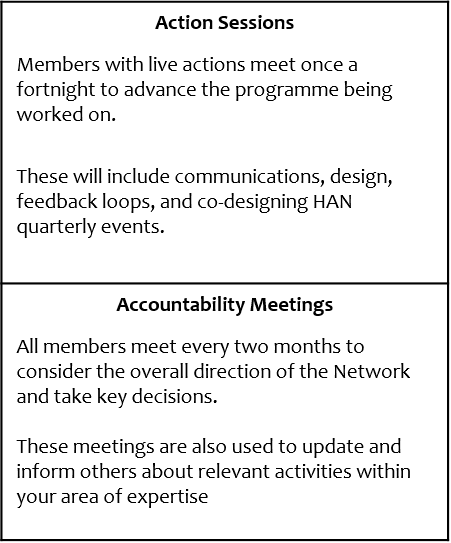 Action Sessions
Members with live actions meet once a
fortnight to advance the programme being
worked on.
These will include communications, design,
feedback loops, and co-designing HAN
quarterly events.
Accountability Meetings
All members meet every two months to
consider the overall direction of the Network
and take key decisions.
These meetings are also used to update and
inform others about relevant activities within
your area of expertise